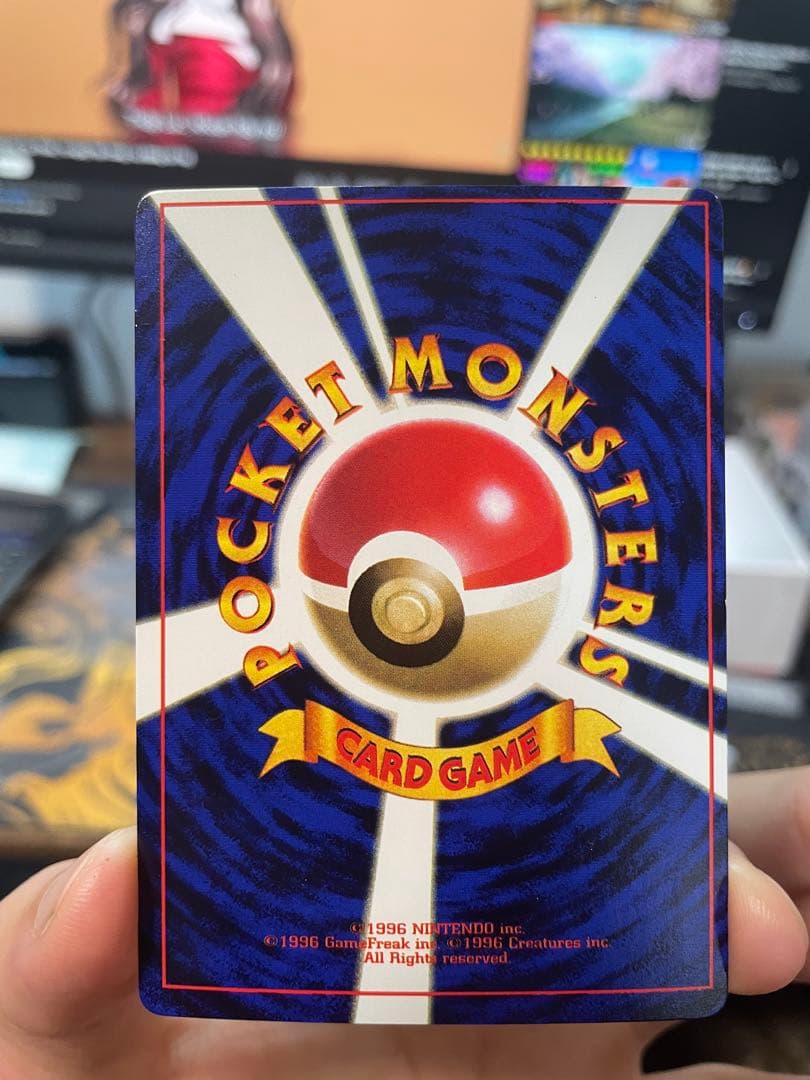 POCKET MONSTERS
CARD GAME
©1996 NINTENDO inc.
©1996 GameFreak inc. ©1996 Creatures inc.
All Rights reserved.